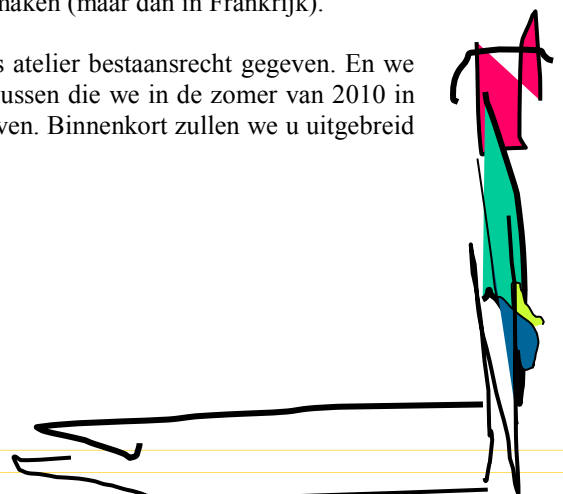 maken (maar dan in Frankrijk).
s atelier bestaansrecht gegeven. En we
ussen die we in de zomer van 2010 in
ven. Binnenkort zullen we u uitgebreid